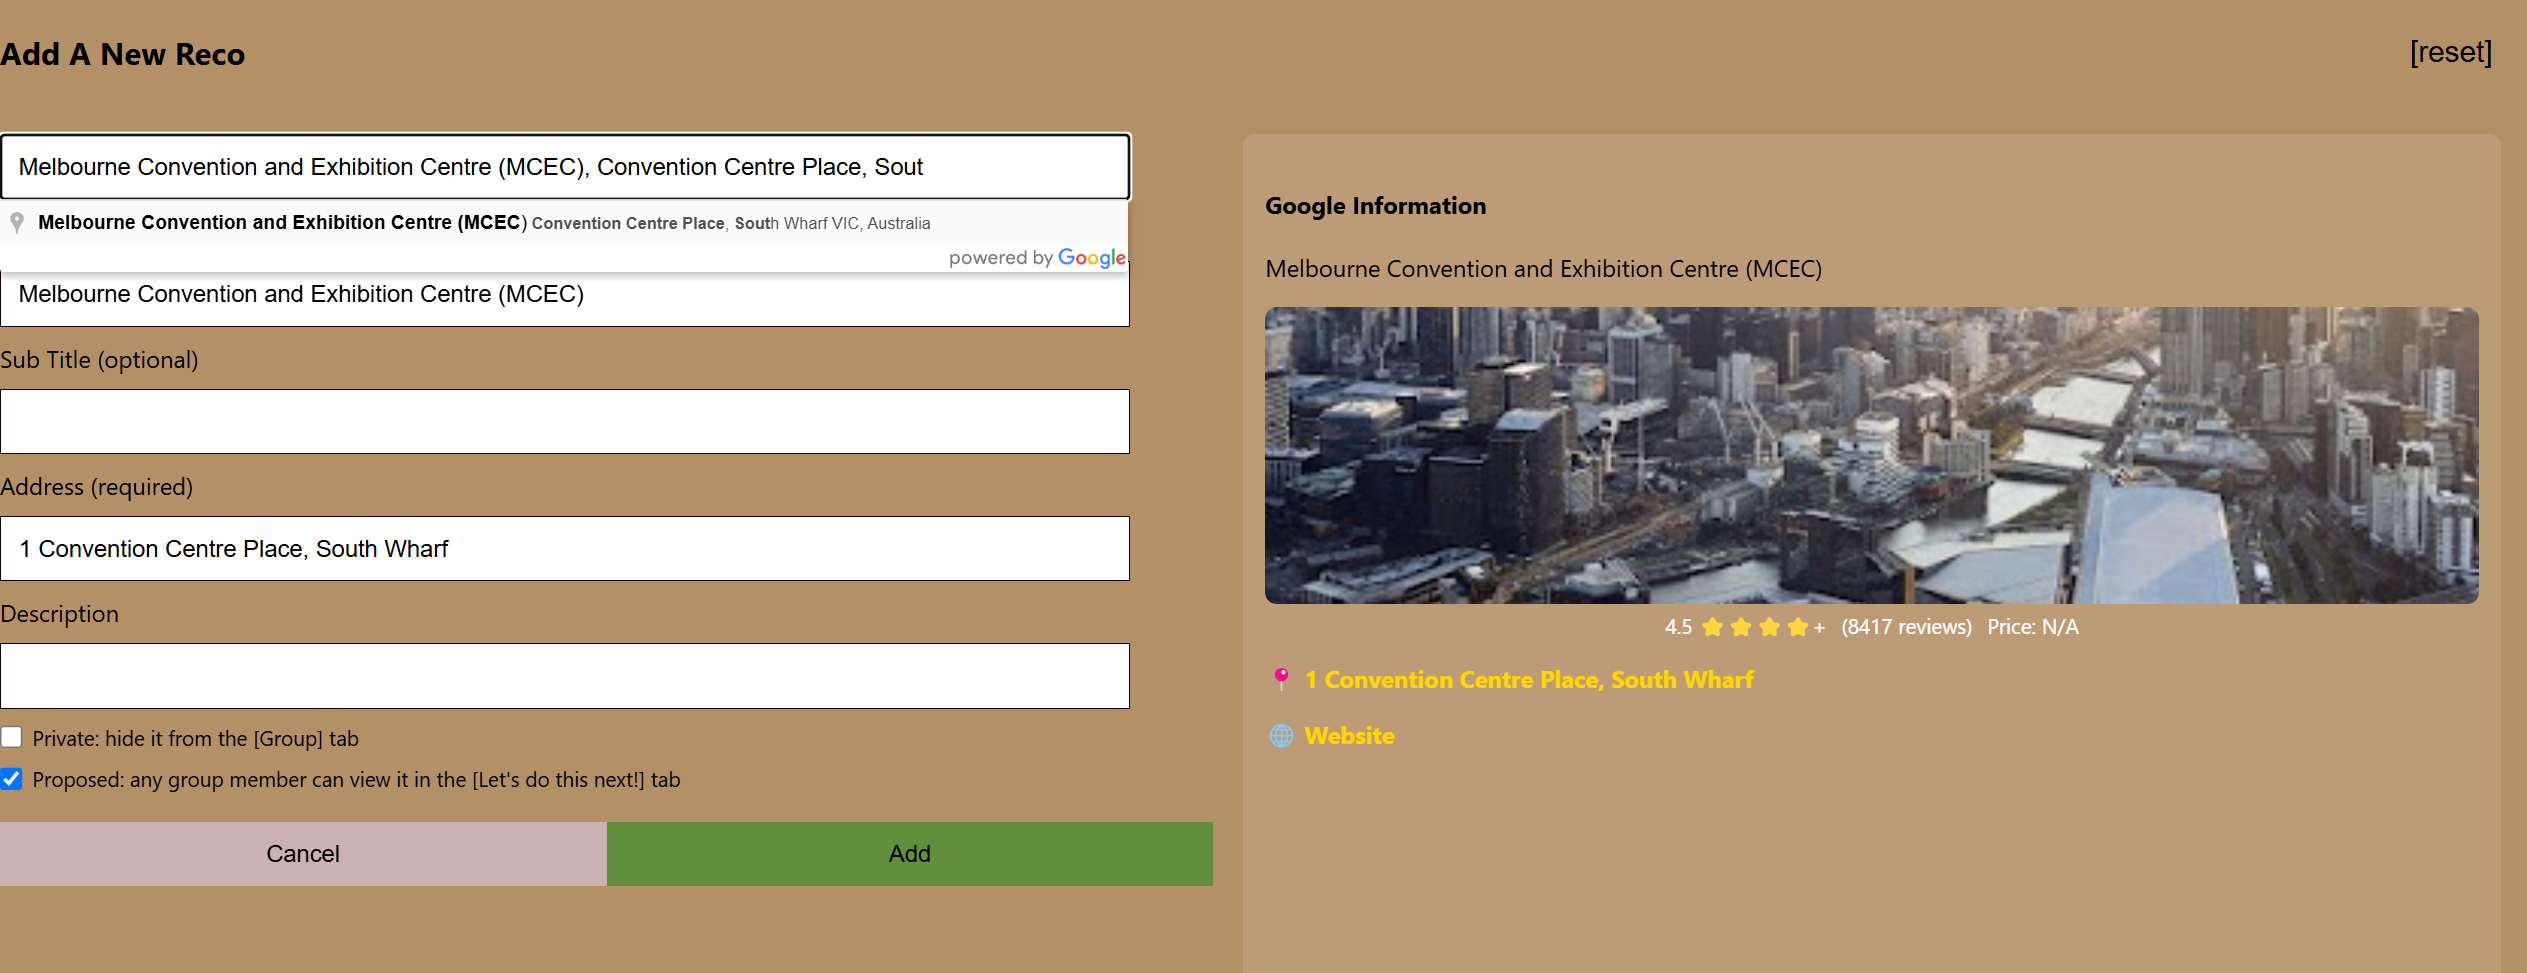 Add A New Reco
[reset]
Melbourne Convention and Exhibition Centre (MCEC), Convention Centre Place, Sout
Melbourne Convention and Exhibition Centre (MCEC) Convention Centre Place, South Wharf VIC, Australia
powered by Google
Melbourne Convention and Exhibition Centre (MCEC)
Sub Title (optional)
Address (required)
1 Convention Centre Place, South Wharf
Description
Private: hide it from the [Group] tab
Proposed: any group member can view it in the [Let's do this next!] tab
Cancel
Add
Google Information
Melbourne Convention and Exhibition Centre (MCEC)
4.5 ⭐⭐⭐⭐+ (8417 reviews) Price: N/A
📍 1 Convention Centre Place, South Wharf
🌐 Website